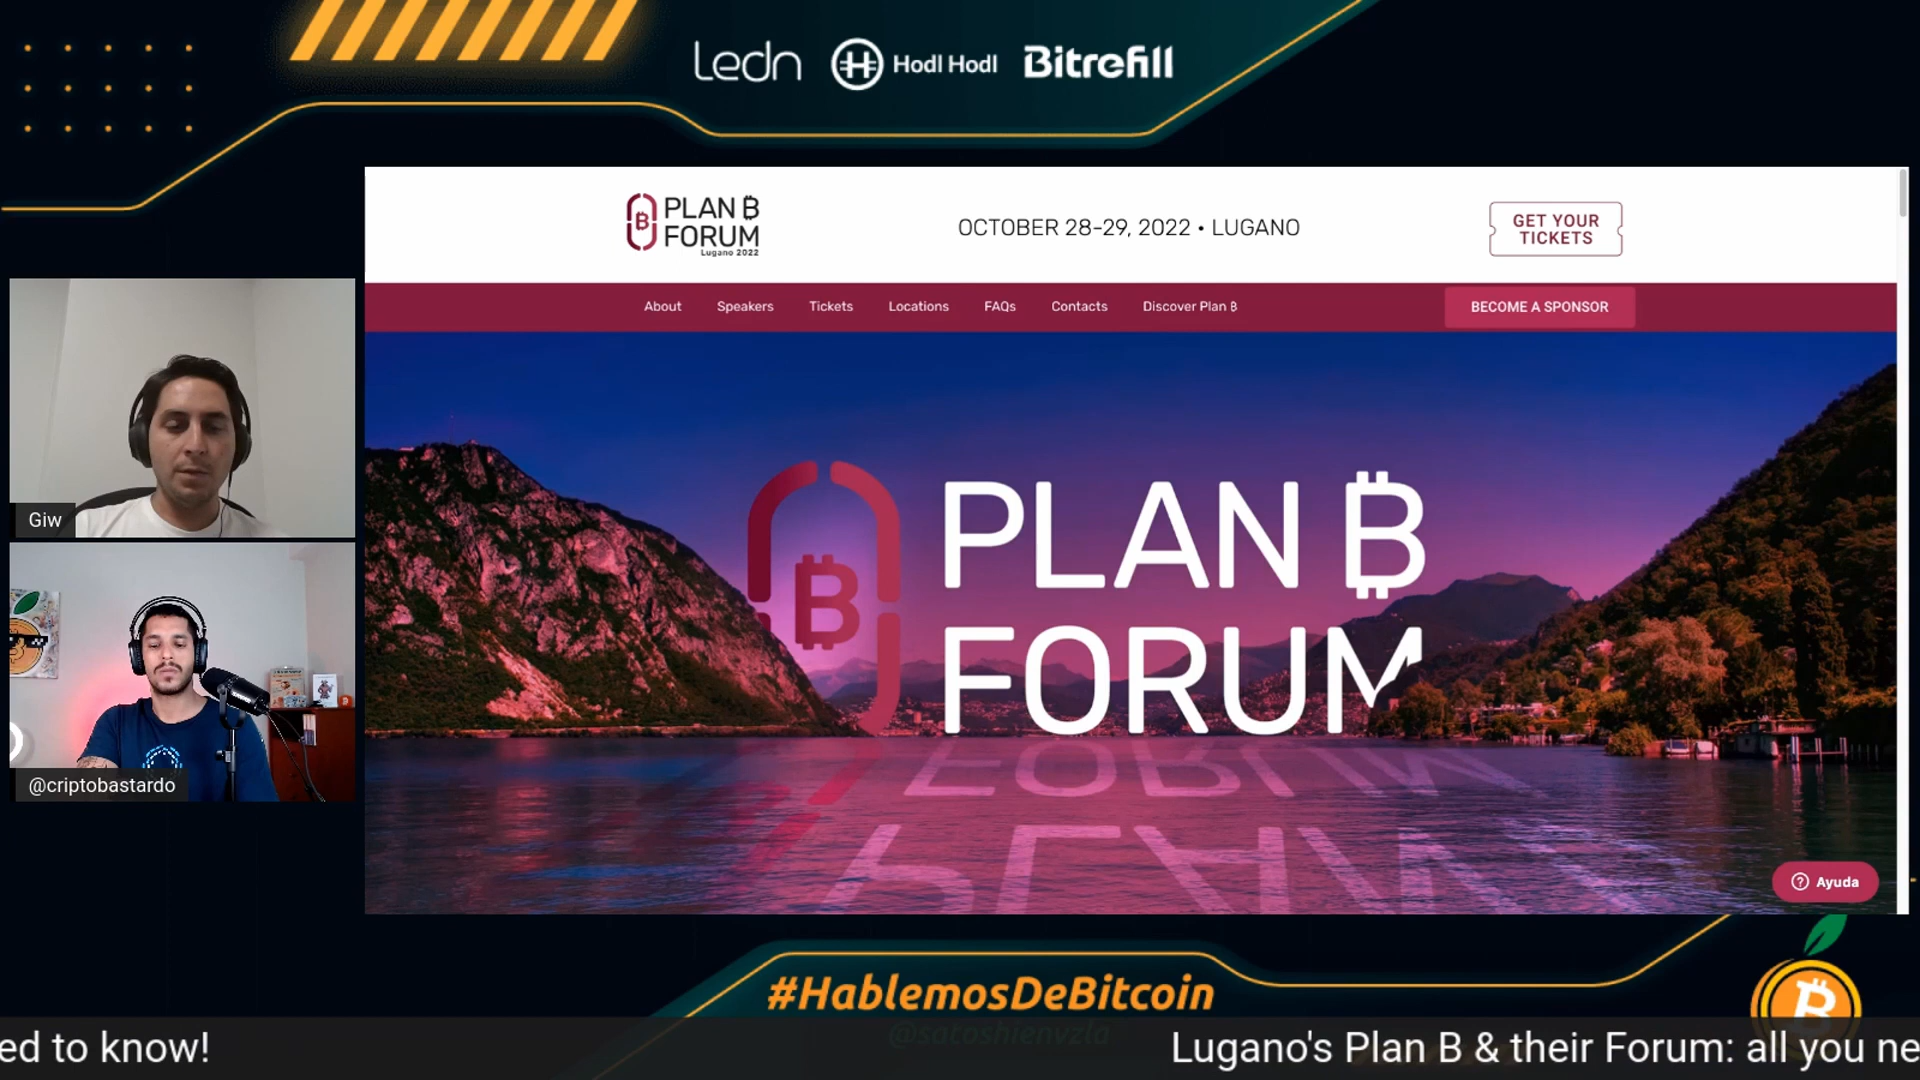 ledn
Hodl Hodl
Bitrefill
PLAN ₿
FORUM
Lugano 2022
OCTOBER 28-29, 2022 • LUGANO
GET YOUR
TICKETS
About
Speakers
Tickets
Locations
FAQs
Contacts
Discover Plan ₿
BECOME A SPONSOR
PLAN ₿
FORUM
Giw
@criptobastardo
Ayuda
#HablemosDeBitcoin
@satoshienvzla
ed to know!
Lugano's Plan B & their Forum: all you ne